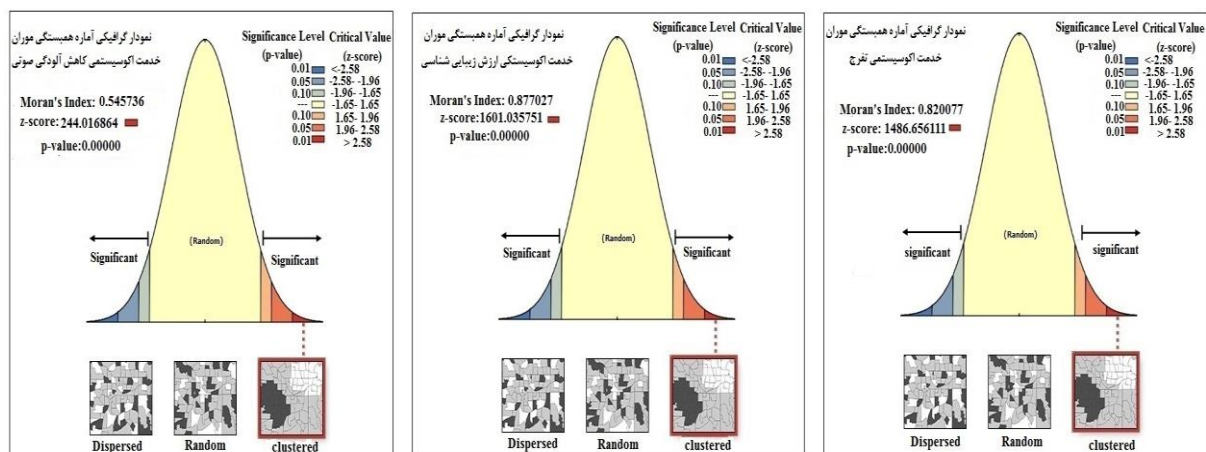 نمودار گرافیکی آماره همبستگی موران
خدمت اکوسیستمی کاهش آلودگی صوتی
Moran's Index: 0.545736
z-score: 244.016864
p-value:0.00000
Significance Level Critical Value
(p-value) (z-score)
0.01 <-2.58
0.05 -2.58- -1.96
0.10 -1.96- -1.65
--- -1.65- 1.65
0.10 1.65- 1.96
0.05 1.96- 2.58
0.01 > 2.58
(Random)
Significant Significant
Dispersed Random clustered
نمودار گرافیکی آماره همبستگی موران
خدمت اکوسیستکی ارزش زیبایی شناسی
Moran's Index: 0.877027
z-score:1601.035751
p-value:0.00000
Significance Level Critical Value
(p-value) (z-score)
0.01 <-2.58
0.05 -2.58- -1.96
0.10 -1.96- -1.65
--- -1.65- 1.65
0.10 1.65- 1.96
0.05 1.96- 2.58
0.01 > 2.58
(Random)
Significant Significant
Dispersed Random clustered
نمودار گرافیکی آماره همبستگی موران
خدمت اکوسیستمی تفرج
Moran's Index: 0.820077
z-score: 1486.656111
p-value:0.00000
Significance Level Critical Value
(p-value) (z-score)
0.01 <-2.58
0.05 -2.58- -1.96
0.10 -1.96- -1.65
--- -1.65- 1.65
0.10 1.65- 1.96
0.05 1.96- 2.58
0.01 > 2.58
(Random)
significant significant
Dispersed Random clustered